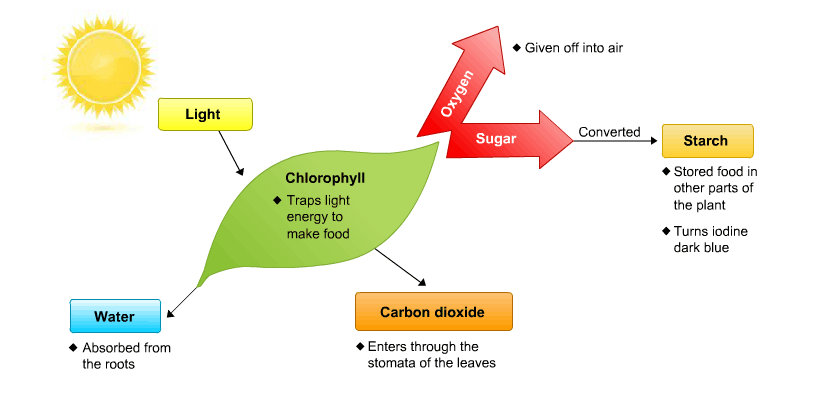 Light
Chlorophyll
◆ Traps light
energy to
make food
Oxygen
◆ Given off into air
Sugar
Converted
Starch
◆ Stored food in
other parts of
the plant
◆ Turns iodine
dark blue
Water
◆ Absorbed from
the roots
Carbon dioxide
◆ Enters through the
stomata of the leaves